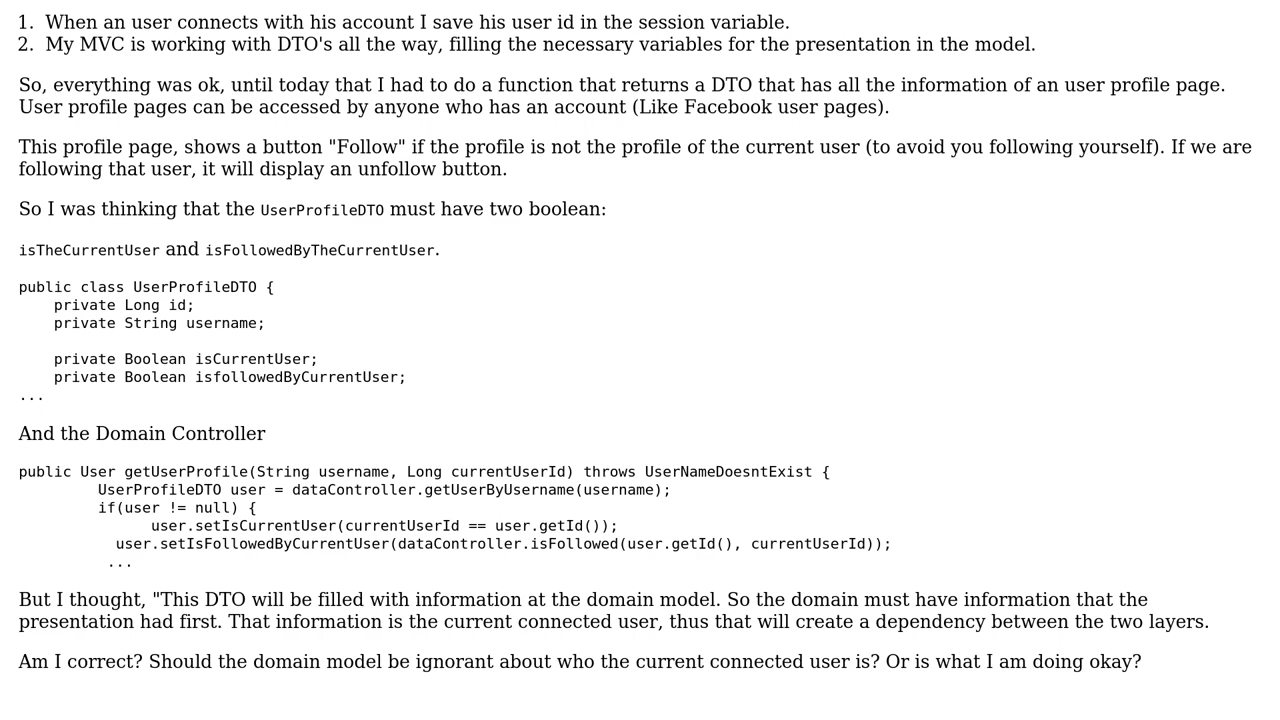 1. When an user connects with his account I save his user id in the session variable.
2. My MVC is working with DTO's all the way, filling the necessary variables for the presentation in the model.
So, everything was ok, until today that I had to do a function that returns a DTO that has all the information of an user profile page.
User profile pages can be accessed by anyone who has an account (Like Facebook user pages).
This profile page, shows a button "Follow" if the profile is not the profile of the current user (to avoid you following yourself). If we are
following that user, it will display an unfollow button.
So I was thinking that the UserProfileDTO must have two boolean:
isTheCurrentUser and isFollowedByTheCurrentUser.
public class UserProfileDTO {
    private Long id;
    private String username;
    private Boolean isCurrentUser;
    private Boolean isfollowedByCurrentUser;
...
And the Domain Controller
public User getUserProfile(String username, Long currentUserId) throws UserNameDoesntExist {
         UserProfileDTO user = dataController.getUserByUsername(username);
         if(user != null) {
               user.setIsCurrentUser(currentUserId == user.getId());
           user.setIsFollowedByCurrentUser(dataController.isFollowed(user.getId(), currentUserId));
          ...
But I thought, "This DTO will be filled with information at the domain model. So the domain must have information that the
presentation had first. That information is the current connected user, thus that will create a dependency between the two layers.
Am I correct? Should the domain model be ignorant about who the current connected user is? Or is what I am doing okay?